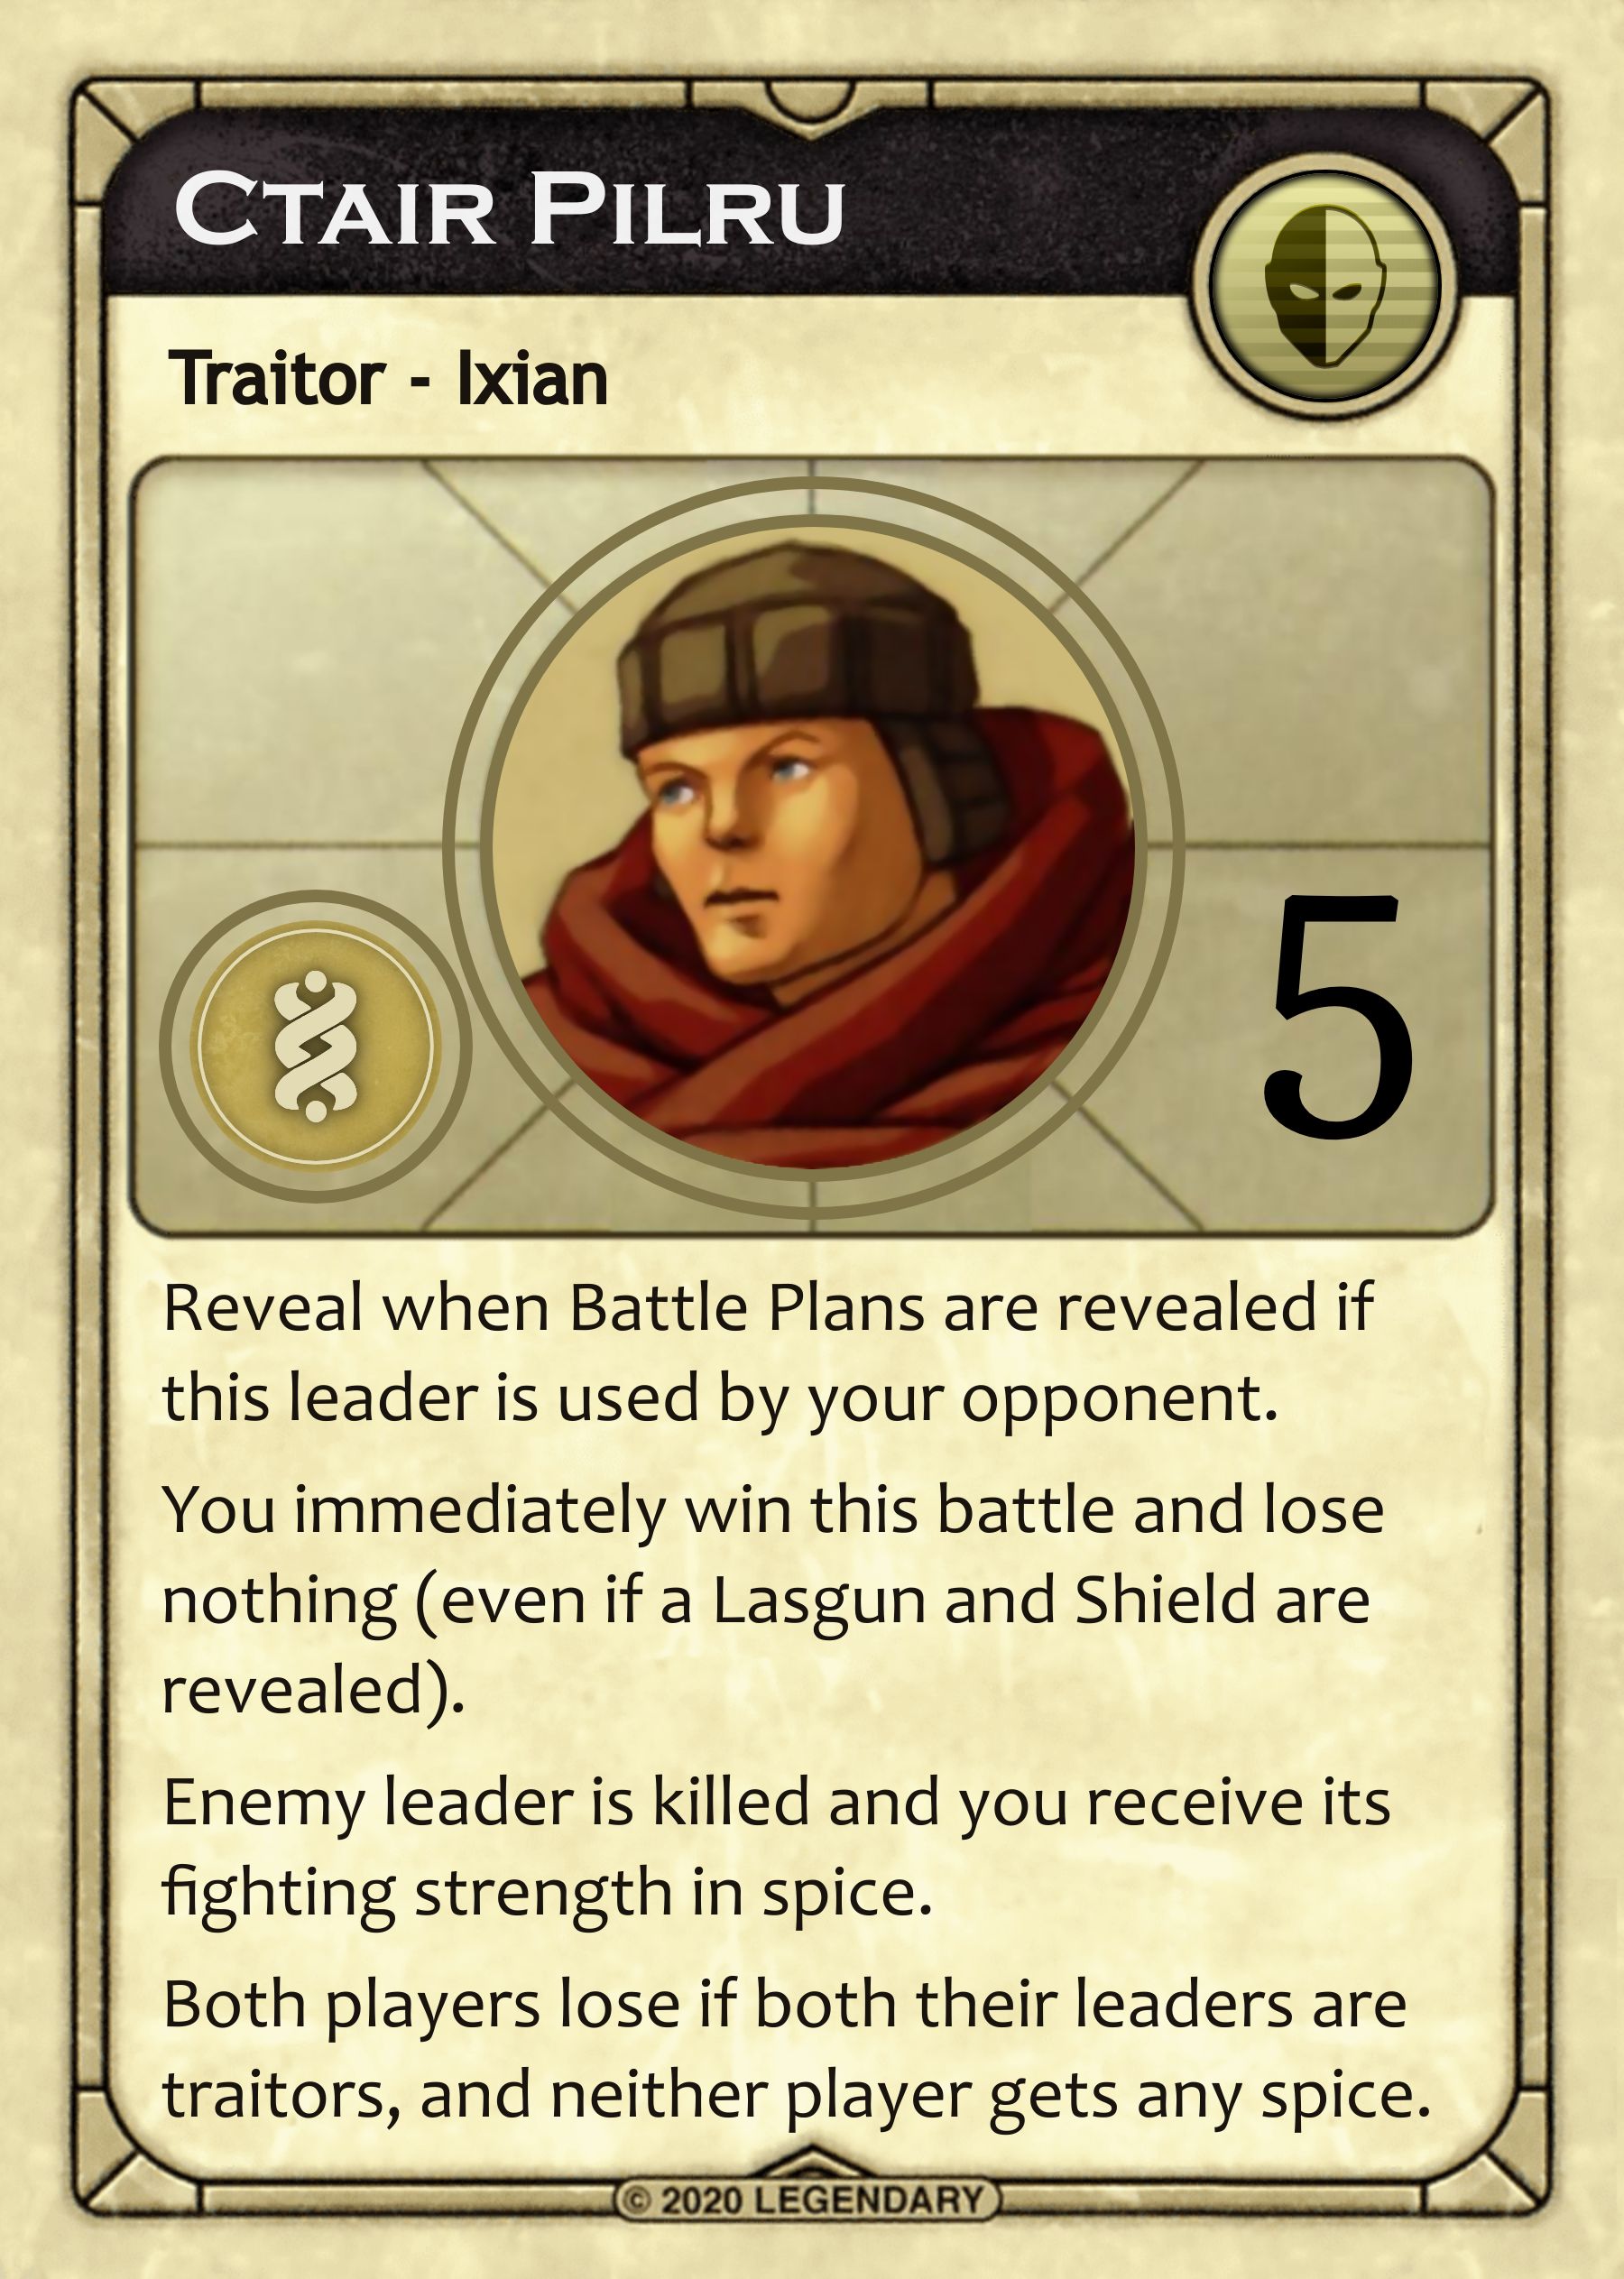 Ctair Pilru
Traitor - Ixian
5
Reveal when Battle Plans are revealed if
this leader is used by your opponent.
You immediately win this battle and lose
nothing (even if a Lasgun and Shield are
revealed).
Enemy leader is killed and you receive its
fighting strength in spice.
Both players lose if both their leaders are
traitors, and neither player gets any spice.
© 2020 LEGENDARY